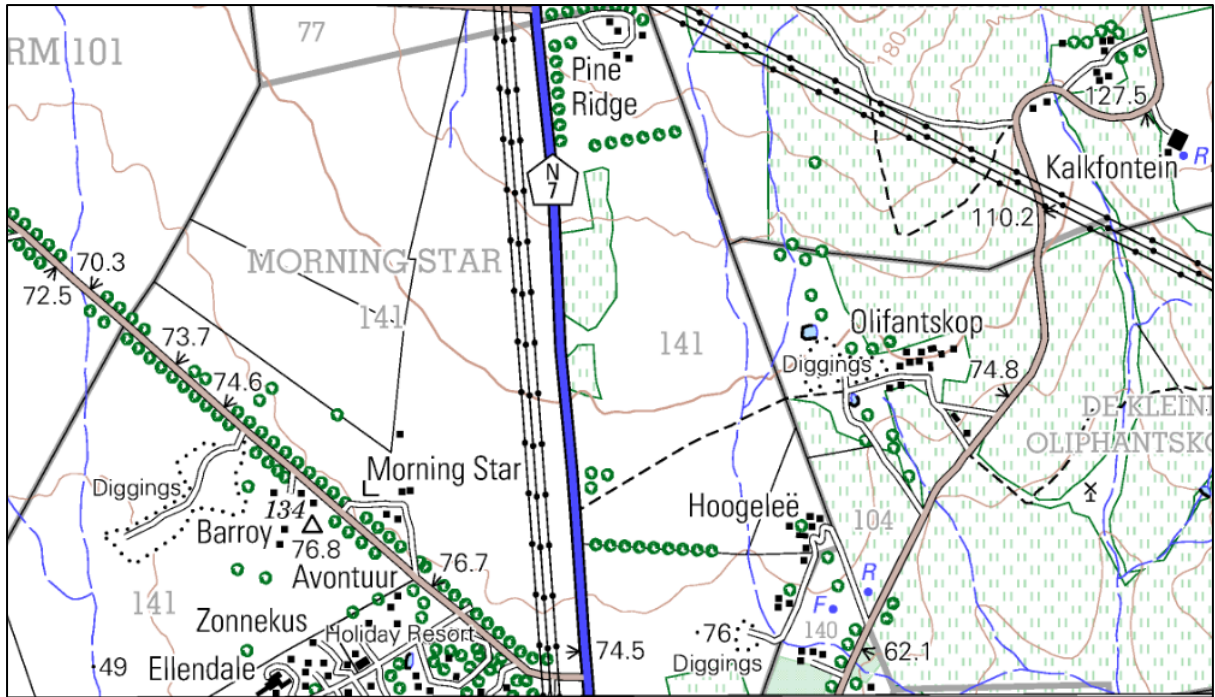 RM 101
77
Pine
Ridge
180
127.5
Kalkfontein
R
N
7
110.2
MORNING STAR
141
141
70.3
72.5
73.7
74.6
Olifantskop
Diggings
74.8
DE KLEIN
OLIPHANTSK
Morning Star
Diggings
134
Barroy
76.8
Avontuur
76.7
Hoogeleë
104
R
F
141
Zonnekus
Holiday Resort
76
140
Diggings
74.5
62.1
49
Ellendale